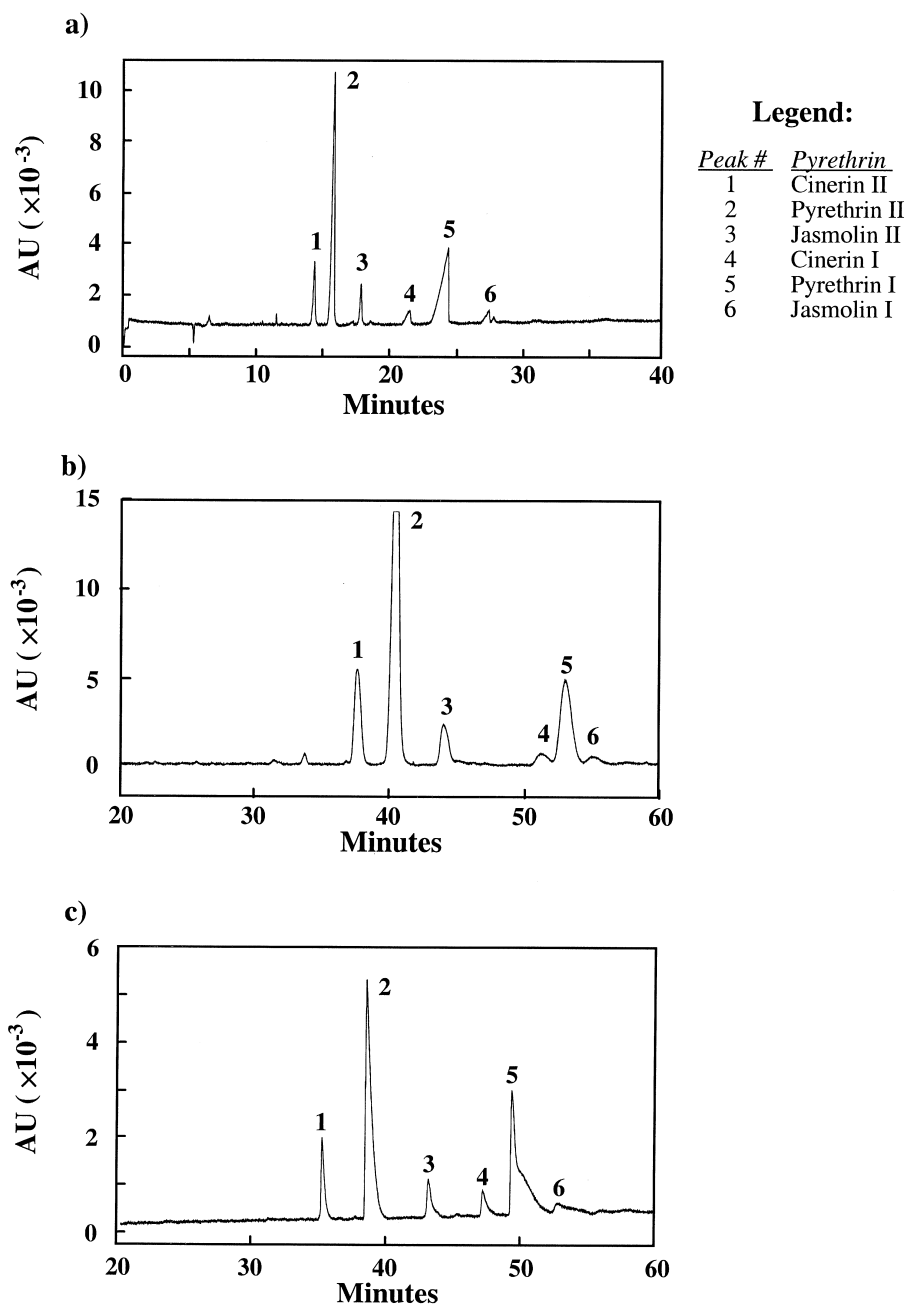 a)
AU ( ×10⁻³)
10
8
6
4
2
0
1
2
3
4
5
6
0 10 20 30 40
Minutes
Legend:
Peak # Pyrethrin
1 Cinerin II
2 Pyrethrin II
3 Jasmolin II
4 Cinerin I
5 Pyrethrin I
6 Jasmolin I
b)
AU ( ×10⁻³)
15
10
5
0
1
2
3
4
5
6
20 30 40 50 60
Minutes
c)
AU ( ×10⁻³)
6
4
2
0
1
2
3
4
5
6
20 30 40 50 60
Minutes